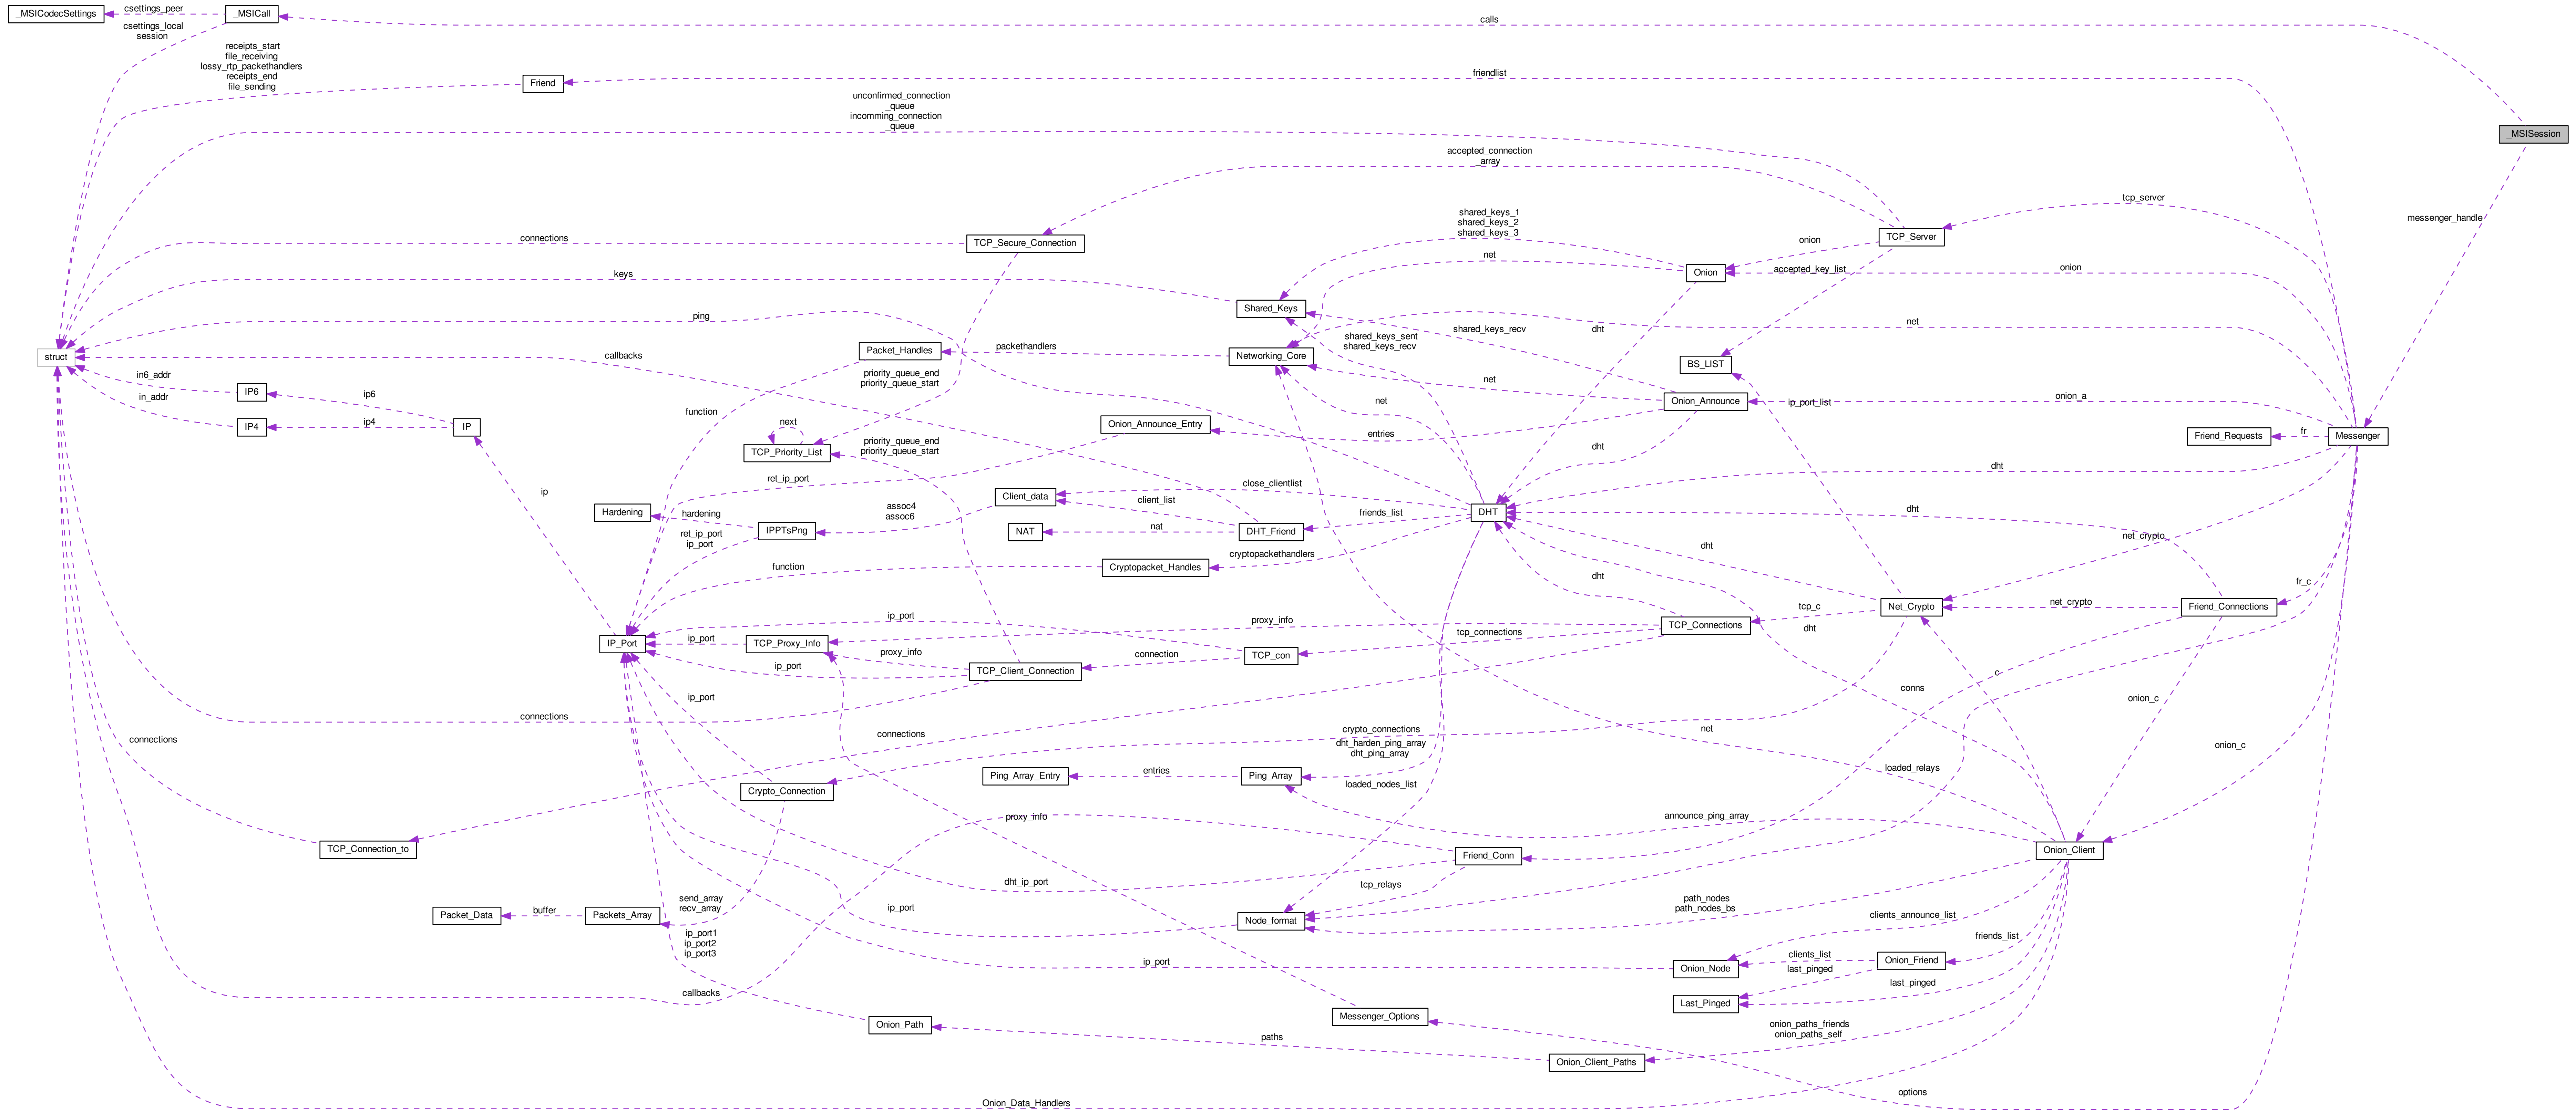 _MSICodecSettings
csettings_peer
_MSICall
calls
csettings_local
session
receipts_start
file_receiving
lossy_rtp_packethandlers
receipts_end
file_sending
Friend
friendlist
unconfirmed_connection
_queue
incomming_connection
_queue
_MSISession
accepted_connection
_array
tcp_server
messenger_handle
shared_keys_1
shared_keys_2
shared_keys_3
connections
TCP_Secure_Connection
TCP_Server
onion
net
keys
Onion
accepted_key_list
onion
Shared_Keys
ping
shared_keys_recv
dht
net
struct
callbacks
Packet_Handles
packethandlers
Networking_Core
shared_keys_sent
shared_keys_recv
BS_LIST
in6_addr
IP6
ip6
priority_queue_end
priority_queue_start
net
in_addr
IP4
ip4
IP
function
net
Onion_Announce
ip_port_list
onion_a
next
TCP_Priority_List
priority_queue_end
priority_queue_start
Onion_Announce_Entry
entries
Friend_Requests
fr
Messenger
dht
dht
ip
ret_ip_port
Client_data
close_clientlist
client_list
Hardening
hardening
IPPTsPng
assoc4
assoc6
NAT
nat
DHT_Friend
friends_list
DHT
dht
ret_ip_port
ip_port
net_crypto
function
Cryptopacket_Handles
cryptopackethandlers
dht
dht
fr_c
ip_port
tcp_c
Net_Crypto
net_crypto
Friend_Connections
IP_Port
ip_port
TCP_Proxy_Info
proxy_info
TCP_Connections
dht
proxy_info
ip_port
TCP_Client_Connection
connection
TCP_con
tcp_connections
ip_port
conns
c
onion_c
connections
connections
connections
crypto_connections
net
dht_harden_ping_array
dht_ping_array
onion_c
Ping_Array_Entry
entries
Ping_Array
loaded_nodes_list
loaded_relays
Crypto_Connection
proxy_info
announce_ping_array
TCP_Connection_to
Friend_Conn
Onion_Client
dht_ip_port
tcp_relays
Packet_Data
buffer
Packets_Array
send_array
recv_array
ip_port
Node_format
path_nodes
path_nodes_bs
clients_announce_list
ip_port1
ip_port2
ip_port3
friends_list
ip_port
Onion_Node
clients_list
Onion_Friend
last_pinged
callbacks
Last_Pinged
last_pinged
Onion_Path
Messenger_Options
paths
onion_paths_friends
onion_paths_self
Onion_Client_Paths
options
Onion_Data_Handlers